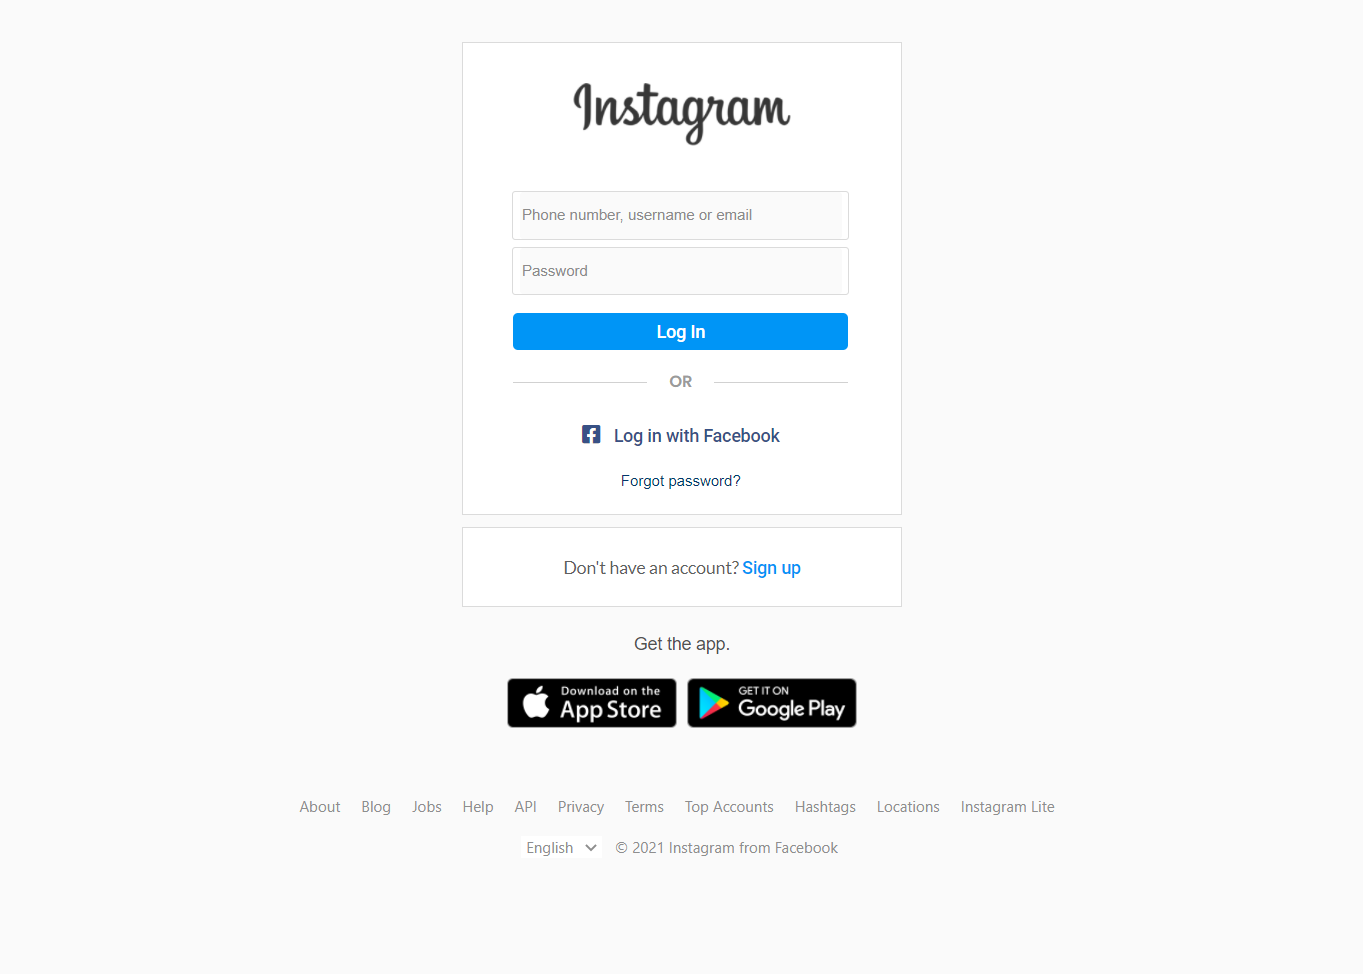 Instagram
Phone number, username or email
Password
Log In
OR
Log in with Facebook
Forgot password?
Don't have an account? Sign up
Get the app.
Download on the
App Store
GET IT ON
Google Play
About Blog Jobs Help API Privacy Terms Top Accounts Hashtags Locations Instagram Lite
English © 2021 Instagram from Facebook